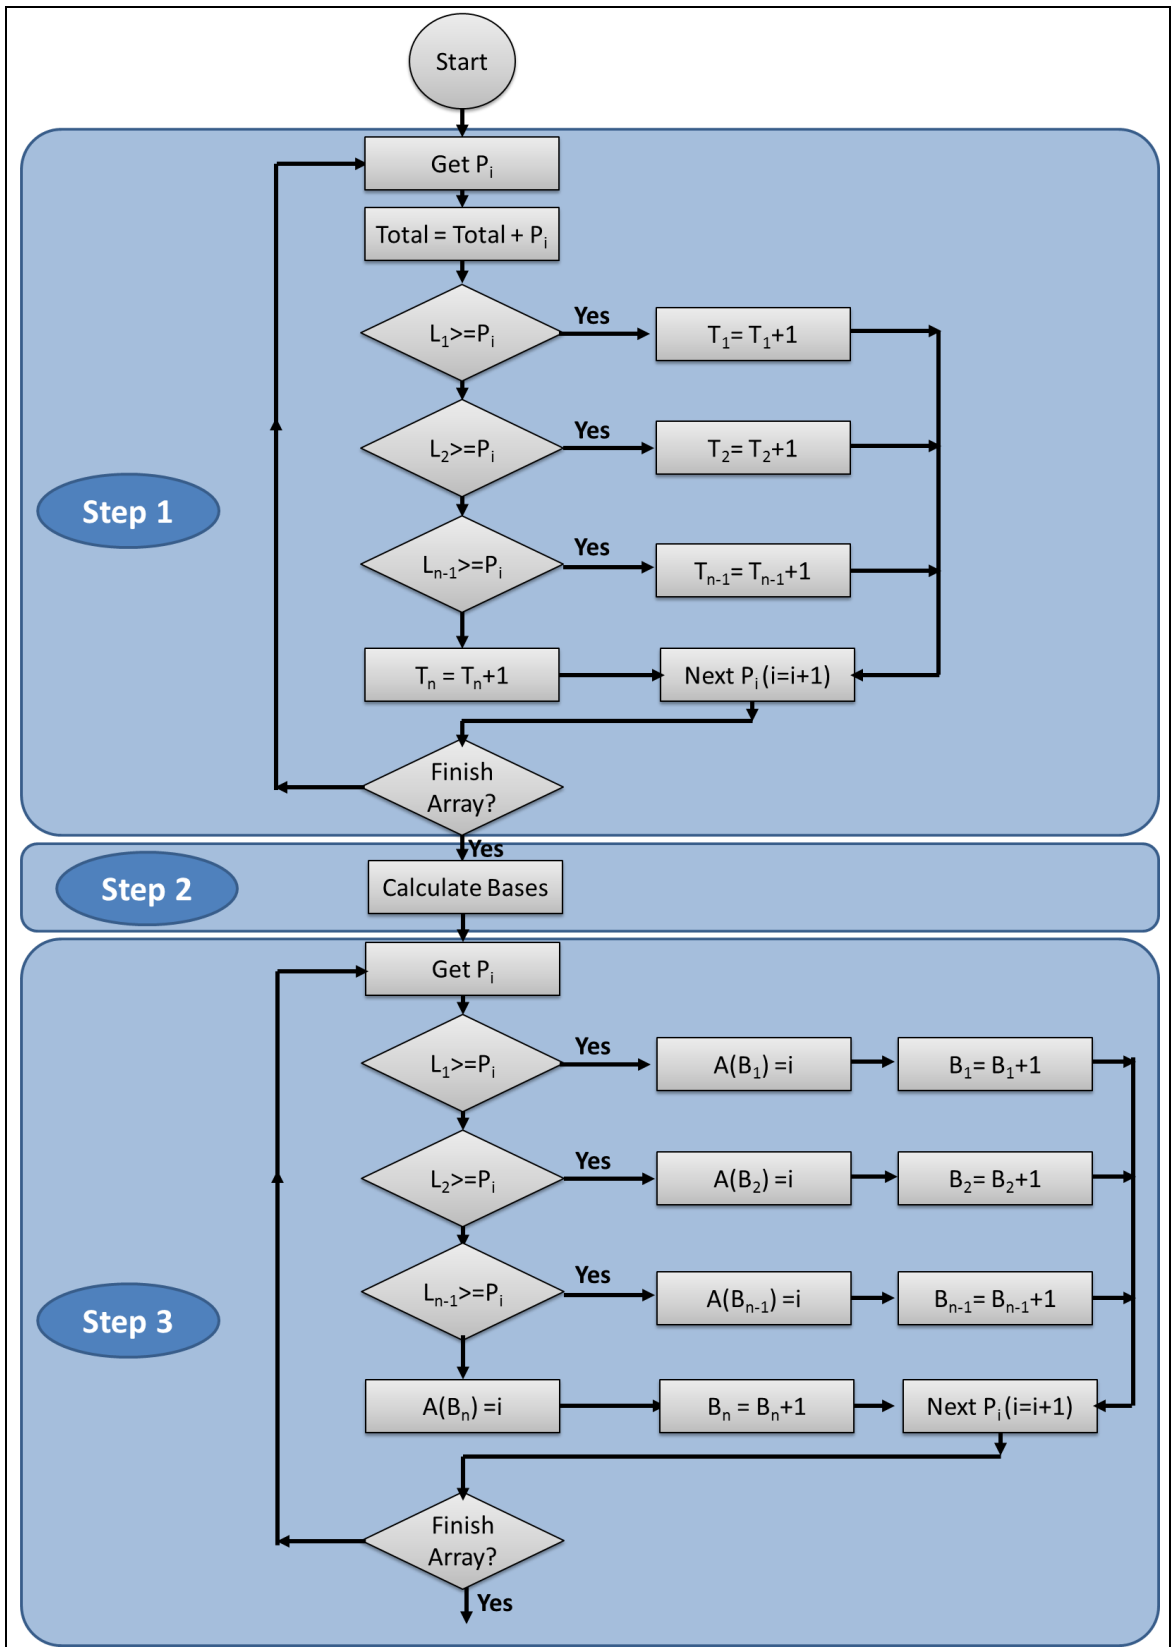 Start
Get Pi
Total = Total + Pi
L1>=Pi
Yes
T1= T1+1
L2>=Pi
Yes
T2= T2+1
Step 1
Ln-1>=Pi
Yes
Tn-1= Tn-1+1
Tn = Tn+1
Next Pi (i=i+1)
Finish
Array?
Yes
Step 2
Calculate Bases
Get Pi
L1>=Pi
Yes
A(B1) =i
B1= B1+1
L2>=Pi
Yes
A(B2) =i
B2= B2+1
Step 3
Ln-1>=Pi
Yes
A(Bn-1) =i
Bn-1= Bn-1+1
A(Bn) =i
Bn = Bn+1
Next Pi (i=i+1)
Finish
Array?
Yes